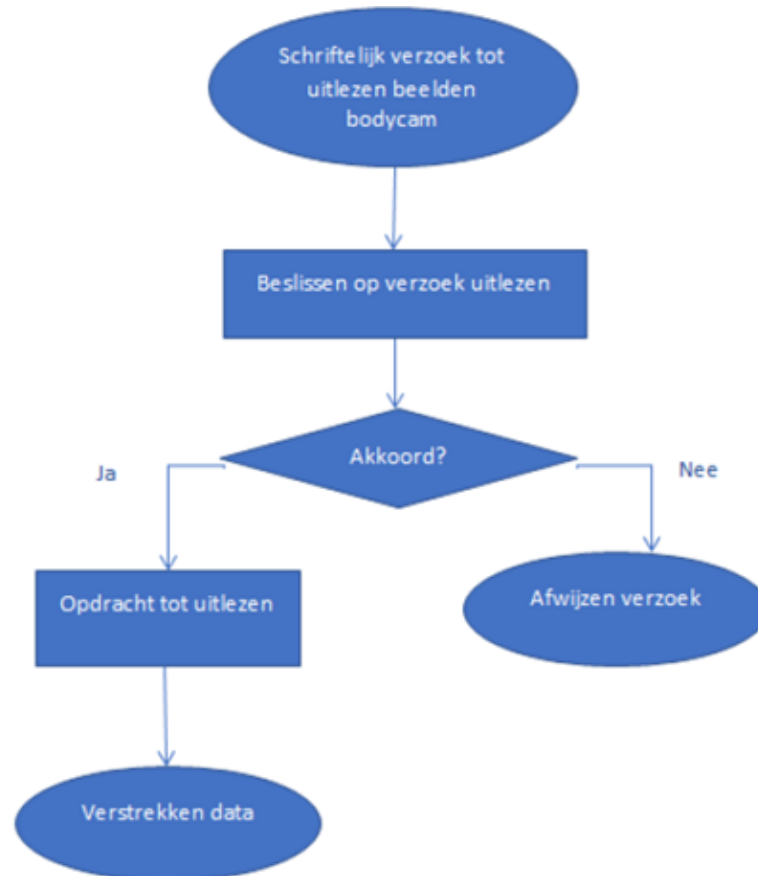 Schriftelijk verzoek tot
uitlezen beelden
bodycam
Beslissen op verzoek uitlezen
Akkoord?
Ja
Nee
Opdracht tot uitlezen
Afwijzen verzoek
Verstrekken data